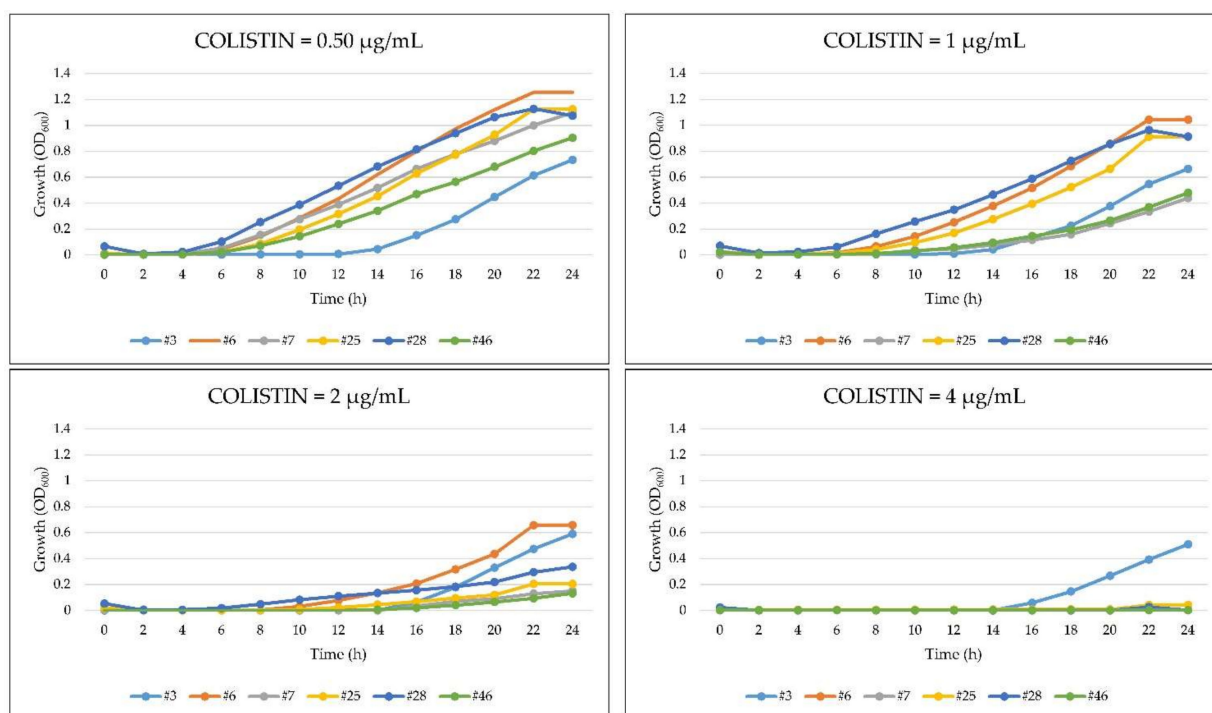 COLISTIN = 0.50 µg/mL
Growth (OD600)
1.4
1.2
1
0.8
0.6
0.4
0.2
0
0 2 4 6 8 10 12 14 16 18 20 22 24
Time (h)
#3 #6 #7 #25 #28 #46
COLISTIN = 1 µg/mL
Growth (OD600)
1.4
1.2
1
0.8
0.6
0.4
0.2
0
0 2 4 6 8 10 12 14 16 18 20 22 24
Time (h)
#3 #6 #7 #25 #28 #46
COLISTIN = 2 µg/mL
Growth (OD600)
1.4
1.2
1
0.8
0.6
0.4
0.2
0
0 2 4 6 8 10 12 14 16 18 20 22 24
Time (h)
#3 #6 #7 #25 #28 #46
COLISTIN = 4 µg/mL
Growth (OD600)
1.4
1.2
1
0.8
0.6
0.4
0.2
0
0 2 4 6 8 10 12 14 16 18 20 22 24
Time (h)
#3 #6 #7 #25 #28 #46